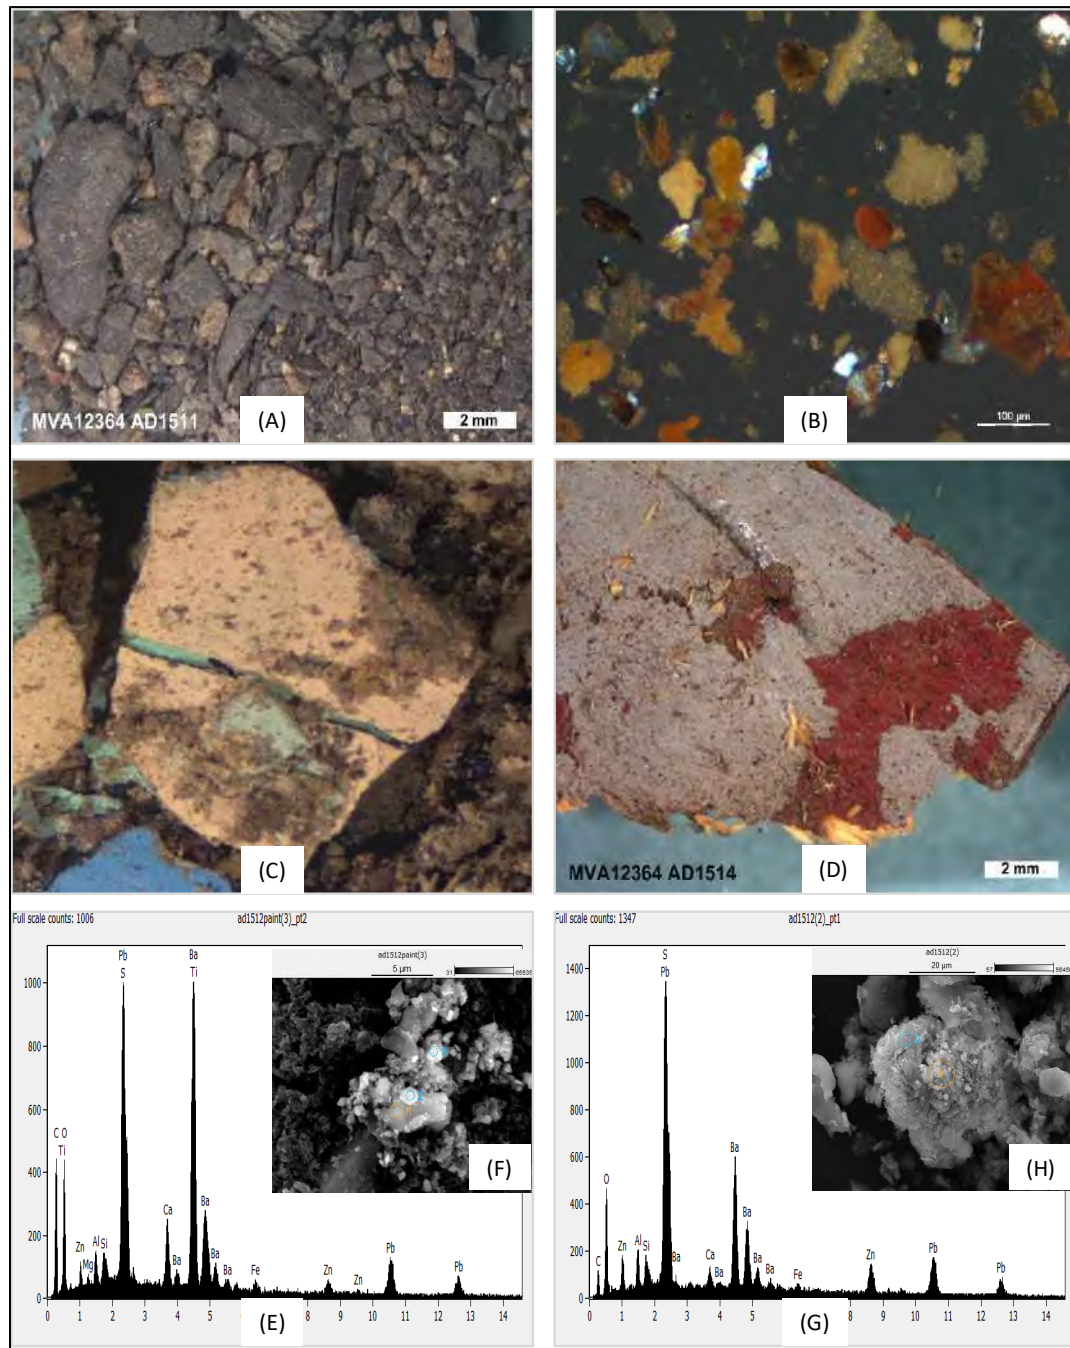 MVA12364 AD1511
2 mm
(A)
100 µm
(B)
(C)
MVA12364 AD1514
2 mm
(D)
Full scale counts: 1006
ad1512paint(3)_pt2
1000
800
600
400
200
0
C O
Ti
Zn
Mg
Al
Si
Pb
S
Ca
Ba
Ba
Ti
Ba
Ba
Ba
Fe
Zn
Zn
Pb
Pb
0 1 2 3 4 5 6 7 8 9 10 11 12 13 14
ad1512paint(3)
5 µm
(F)
(E)
Full scale counts: 1347
ad1512(2)_pt1
1400
1200
1000
800
600
400
200
0
C
O
Zn
Al
Si
S
Pb
Ba
Ca
Ba
Ba
Ba
Ba
Ba
Fe
Zn
Pb
Pb
0 1 2 3 4 5 6 7 8 9 10 11 12 13 14
ad1512(2)
20 µm
(H)
(G)